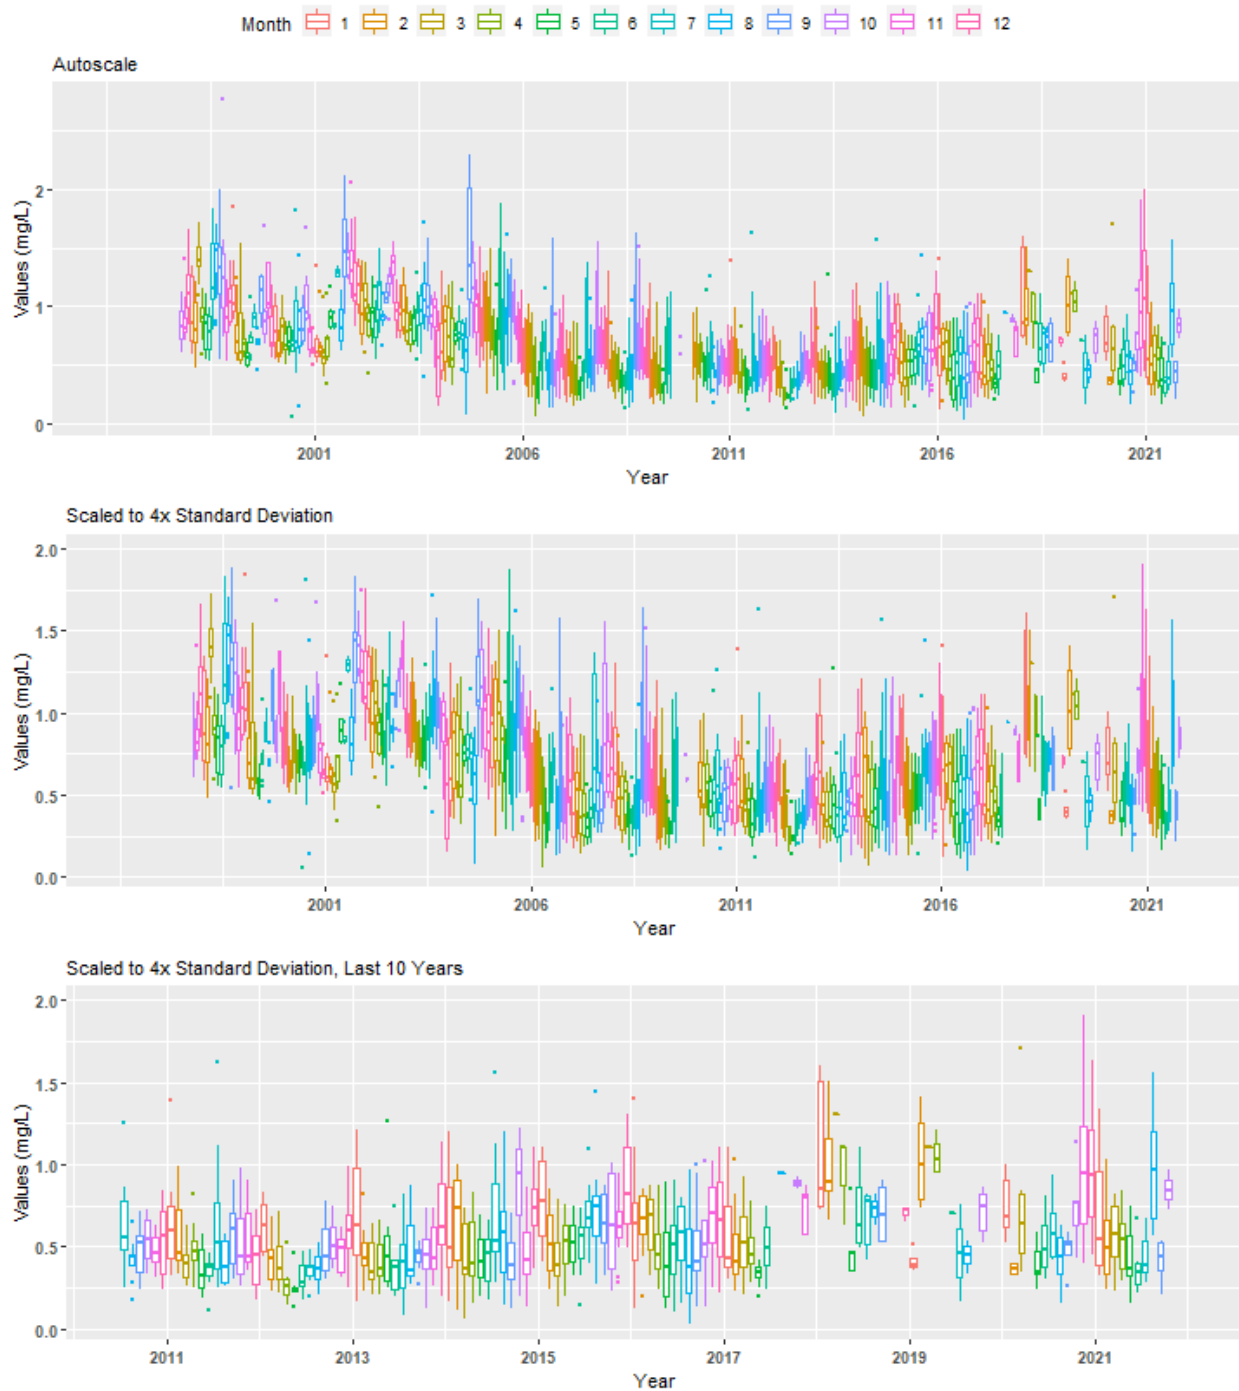 Month 1 2 3 4 5 6 7 8 9 10 11 12
Autoscale
Values (mg/L)
2
1
0
2001 2006 2011 2016 2021
Year
Scaled to 4x Standard Deviation
Values (mg/L)
2.0
1.5
1.0
0.5
0.0
2001 2006 2011 2016 2021
Year
Scaled to 4x Standard Deviation, Last 10 Years
Values (mg/L)
2.0
1.5
1.0
0.5
0.0
2011 2013 2015 2017 2019 2021
Year